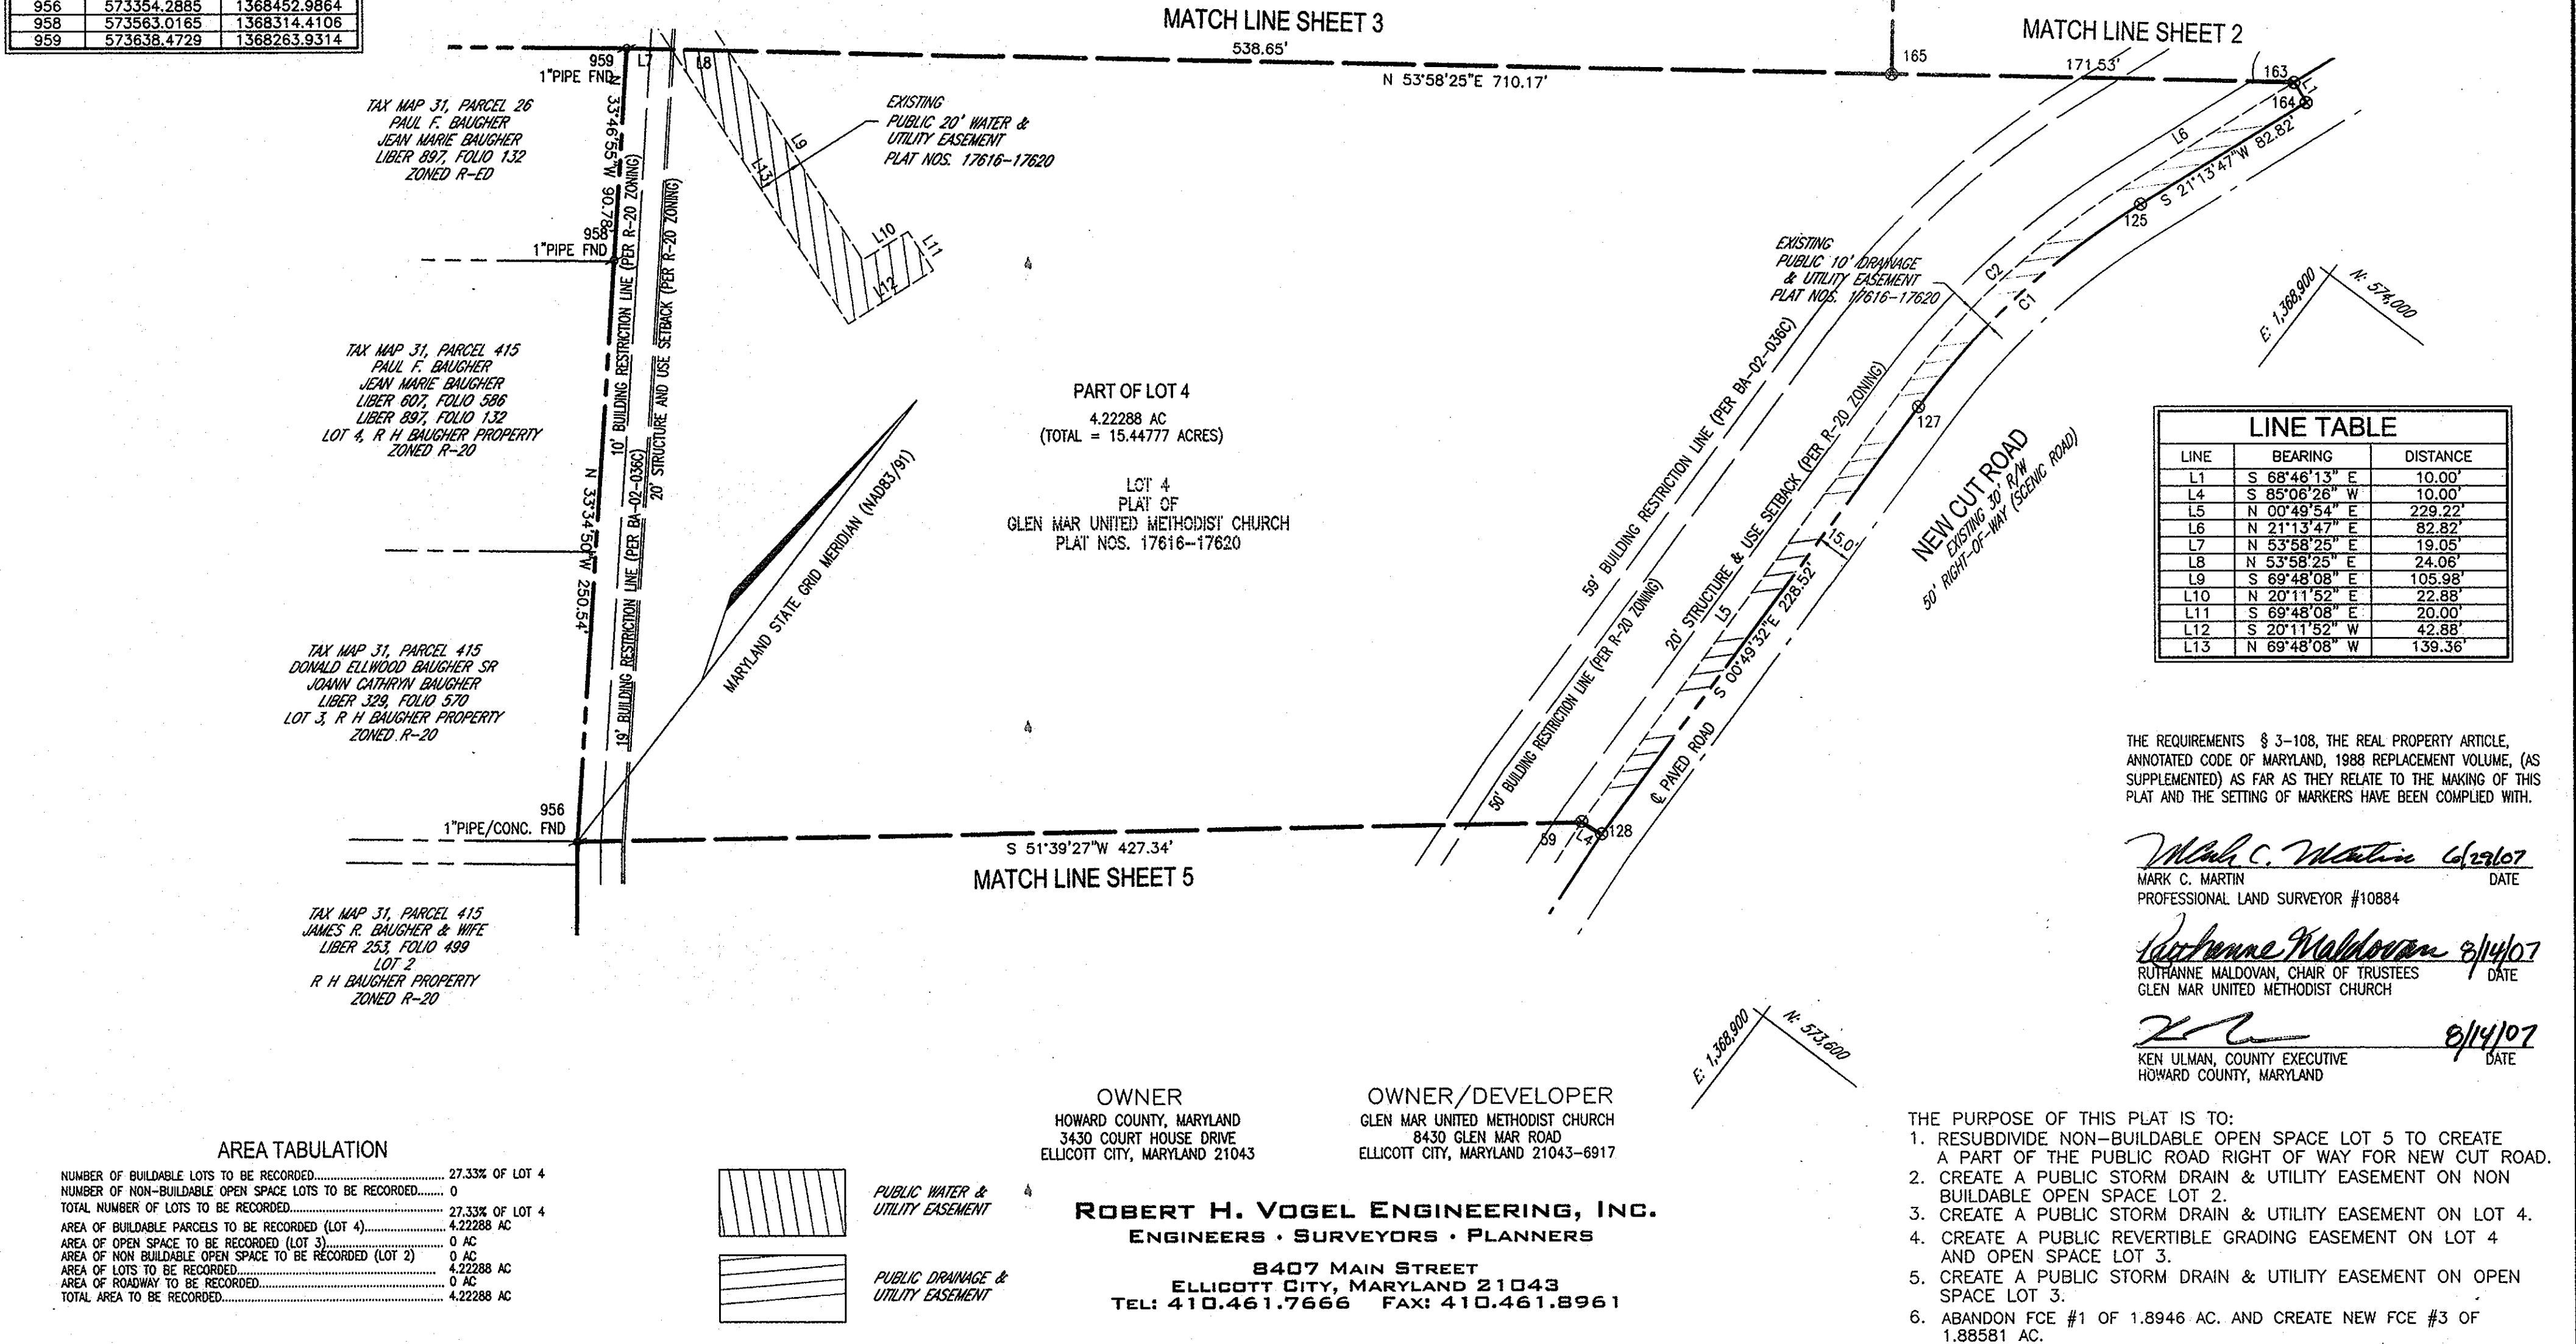 956 573354.2885 1368452.9864
958 573563.0165 1368314.4106
959 573638.4729 1368263.9314
MATCH LINE SHEET 3
538.65'
N 53°58'25"E 710.17'
165
MATCH LINE SHEET 2
171.53'
163
L1
164
959
1"PIPE FND
L7
L8
N 33°46'55"W 90.78'
TAX MAP 31, PARCEL 26
PAUL F. BAUGHER
JEAN MARIE BAUGHER
LIBER 897, FOLIO 132
ZONED R-ED
958
1"PIPE FND
EXISTING
PUBLIC 20' WATER &
UTILITY EASEMENT
PLAT NOS. 17616-17620
L9
L13
L10
L11
L12
L6
S 21°13'47"W 82.82'
125
EXISTING
PUBLIC 10' DRAINAGE
& UTILITY EASEMENT
PLAT NOS. 17616-17620
C2
C1
E: 1,368,900
N: 574,000
10' BUILDING RESTRICTION LINE (PER R-20 ZONING)
20' STRUCTURE AND USE SETBACK (PER R-20 ZONING)
19' BUILDING RESTRICTION LINE (PER BA-02-036C)
TAX MAP 31, PARCEL 415
PAUL F. BAUGHER
JEAN MARIE BAUGHER
LIBER 607, FOLIO 586
LIBER 897, FOLIO 132
LOT 4, R H BAUGHER PROPERTY
ZONED R-20
N 33°34'50"W 250.54'
PART OF LOT 4
4.22288 AC
(TOTAL = 15.44777 ACRES)
LOT 4
PLAT OF
GLEN MAR UNITED METHODIST CHURCH
PLAT NOS. 17616-17620
MARYLAND STATE GRID MERIDIAN (NAD83/91)
59' BUILDING RESTRICTION LINE (PER BA-02-036C)
50' BUILDING RESTRICTION LINE (PER R-20 ZONING)
20' STRUCTURE & USE SETBACK (PER R-20 ZONING)
127
L5
15.0'
S 00°49'32"E 228.52'
NEW CUT ROAD
EXISTING 30' R/W
50' RIGHT-OF-WAY (SCENIC ROAD)
℄ PAVED ROAD
LINE TABLE
LINE BEARING DISTANCE
L1 S 68°46'13" E 10.00'
L4 S 85°06'26" W 10.00'
L5 N 00°49'54" E 229.22'
L6 N 21°13'47" E 82.82'
L7 N 53°58'25" E 19.05'
L8 N 53°58'25" E 24.06'
L9 S 69°48'08" E 105.98'
L10 N 20°11'52" E 22.88'
L11 S 69°48'08" E 20.00'
L12 S 20°11'52" W 42.88'
L13 N 69°48'08" W 139.36'
TAX MAP 31, PARCEL 415
DONALD ELLWOOD BAUGHER SR
JOANN CATHRYN BAUGHER
LIBER 329, FOLIO 570
LOT 3, R H BAUGHER PROPERTY
ZONED R-20
956
1"PIPE/CONC. FND
S 51°39'27"W 427.34'
59
L4
128
MATCH LINE SHEET 5
TAX MAP 31, PARCEL 415
JAMES R. BAUGHER & WIFE
LIBER 253, FOLIO 499
LOT 2
R H BAUGHER PROPERTY
ZONED R-20
THE REQUIREMENTS § 3-108, THE REAL PROPERTY ARTICLE,
ANNOTATED CODE OF MARYLAND, 1988 REPLACEMENT VOLUME, (AS
SUPPLEMENTED) AS FAR AS THEY RELATE TO THE MAKING OF THIS
PLAT AND THE SETTING OF MARKERS HAVE BEEN COMPLIED WITH.
Mark C. Martin 6/29/07
MARK C. MARTIN DATE
PROFESSIONAL LAND SURVEYOR #10884
Ruthanne Maldovan 8/14/07
RUTHANNE MALDOVAN, CHAIR OF TRUSTEES DATE
GLEN MAR UNITED METHODIST CHURCH
8/14/07
KEN ULMAN, COUNTY EXECUTIVE DATE
HOWARD COUNTY, MARYLAND
E: 1,368,900
N: 573,600
OWNER
HOWARD COUNTY, MARYLAND
3430 COURT HOUSE DRIVE
ELLICOTT CITY, MARYLAND 21043
OWNER/DEVELOPER
GLEN MAR UNITED METHODIST CHURCH
8430 GLEN MAR ROAD
ELLICOTT CITY, MARYLAND 21043-6917
AREA TABULATION
NUMBER OF BUILDABLE LOTS TO BE RECORDED........ 27.33% OF LOT 4
NUMBER OF NON-BUILDABLE OPEN SPACE LOTS TO BE RECORDED....... 0
TOTAL NUMBER OF LOTS TO BE RECORDED........ 27.33% OF LOT 4
AREA OF BUILDABLE PARCELS TO BE RECORDED (LOT 4)........ 4.22288 AC
AREA OF OPEN SPACE TO BE RECORDED (LOT 3)........ 0 AC
AREA OF NON BUILDABLE OPEN SPACE TO BE RECORDED (LOT 2) 0 AC
AREA OF LOTS TO BE RECORDED........ 4.22288 AC
AREA OF ROADWAY TO BE RECORDED........ 0 AC
TOTAL AREA TO BE RECORDED........ 4.22288 AC
PUBLIC WATER &
UTILITY EASEMENT
PUBLIC DRAINAGE &
UTILITY EASEMENT
ROBERT H. VOGEL ENGINEERING, INC.
ENGINEERS • SURVEYORS • PLANNERS
8407 MAIN STREET
ELLICOTT CITY, MARYLAND 21043
TEL: 410.461.7666 FAX: 410.461.8961
THE PURPOSE OF THIS PLAT IS TO:
1. RESUBDIVIDE NON-BUILDABLE OPEN SPACE LOT 5 TO CREATE
A PART OF THE PUBLIC ROAD RIGHT OF WAY FOR NEW CUT ROAD.
2. CREATE A PUBLIC STORM DRAIN & UTILITY EASEMENT ON NON
BUILDABLE OPEN SPACE LOT 2.
3. CREATE A PUBLIC STORM DRAIN & UTILITY EASEMENT ON LOT 4.
4. CREATE A PUBLIC REVERTIBLE GRADING EASEMENT ON LOT 4
AND OPEN SPACE LOT 3.
5. CREATE A PUBLIC STORM DRAIN & UTILITY EASEMENT ON OPEN
SPACE LOT 3.
6. ABANDON FCE #1 OF 1.8946 AC. AND CREATE NEW FCE #3 OF
1.88581 AC.